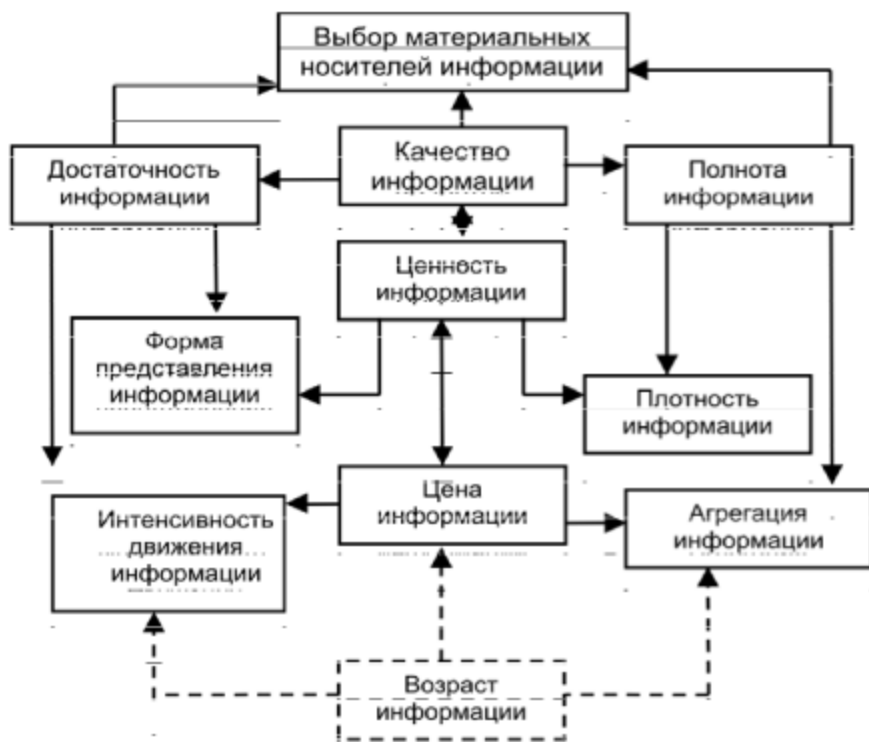 Выбор материальных
носителей информации
Достаточность
информации
Качество
информации
Полнота
информации
Ценность
информации
Форма
представления
информации
Плотность
информации
Интенсивность
движения
информации
Цена
информации
Агрегация
информации
Возраст
информации